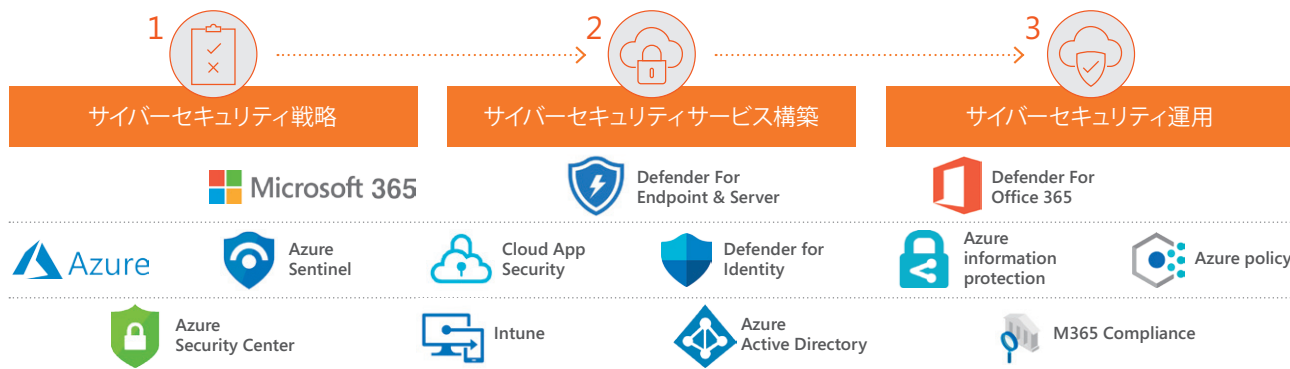 1
2
3
サイバーセキュリティ戦略
サイバーセキュリティサービス構築
サイバーセキュリティ運用
Microsoft 365
Defender For
Endpoint & Server
Defender For
Office 365
Azure
Azure
Sentinel
Cloud App
Security
Defender for
Identity
Azure
information
protection
Azure policy
Azure
Security Center
Intune
Azure
Active Directory
M365 Compliance